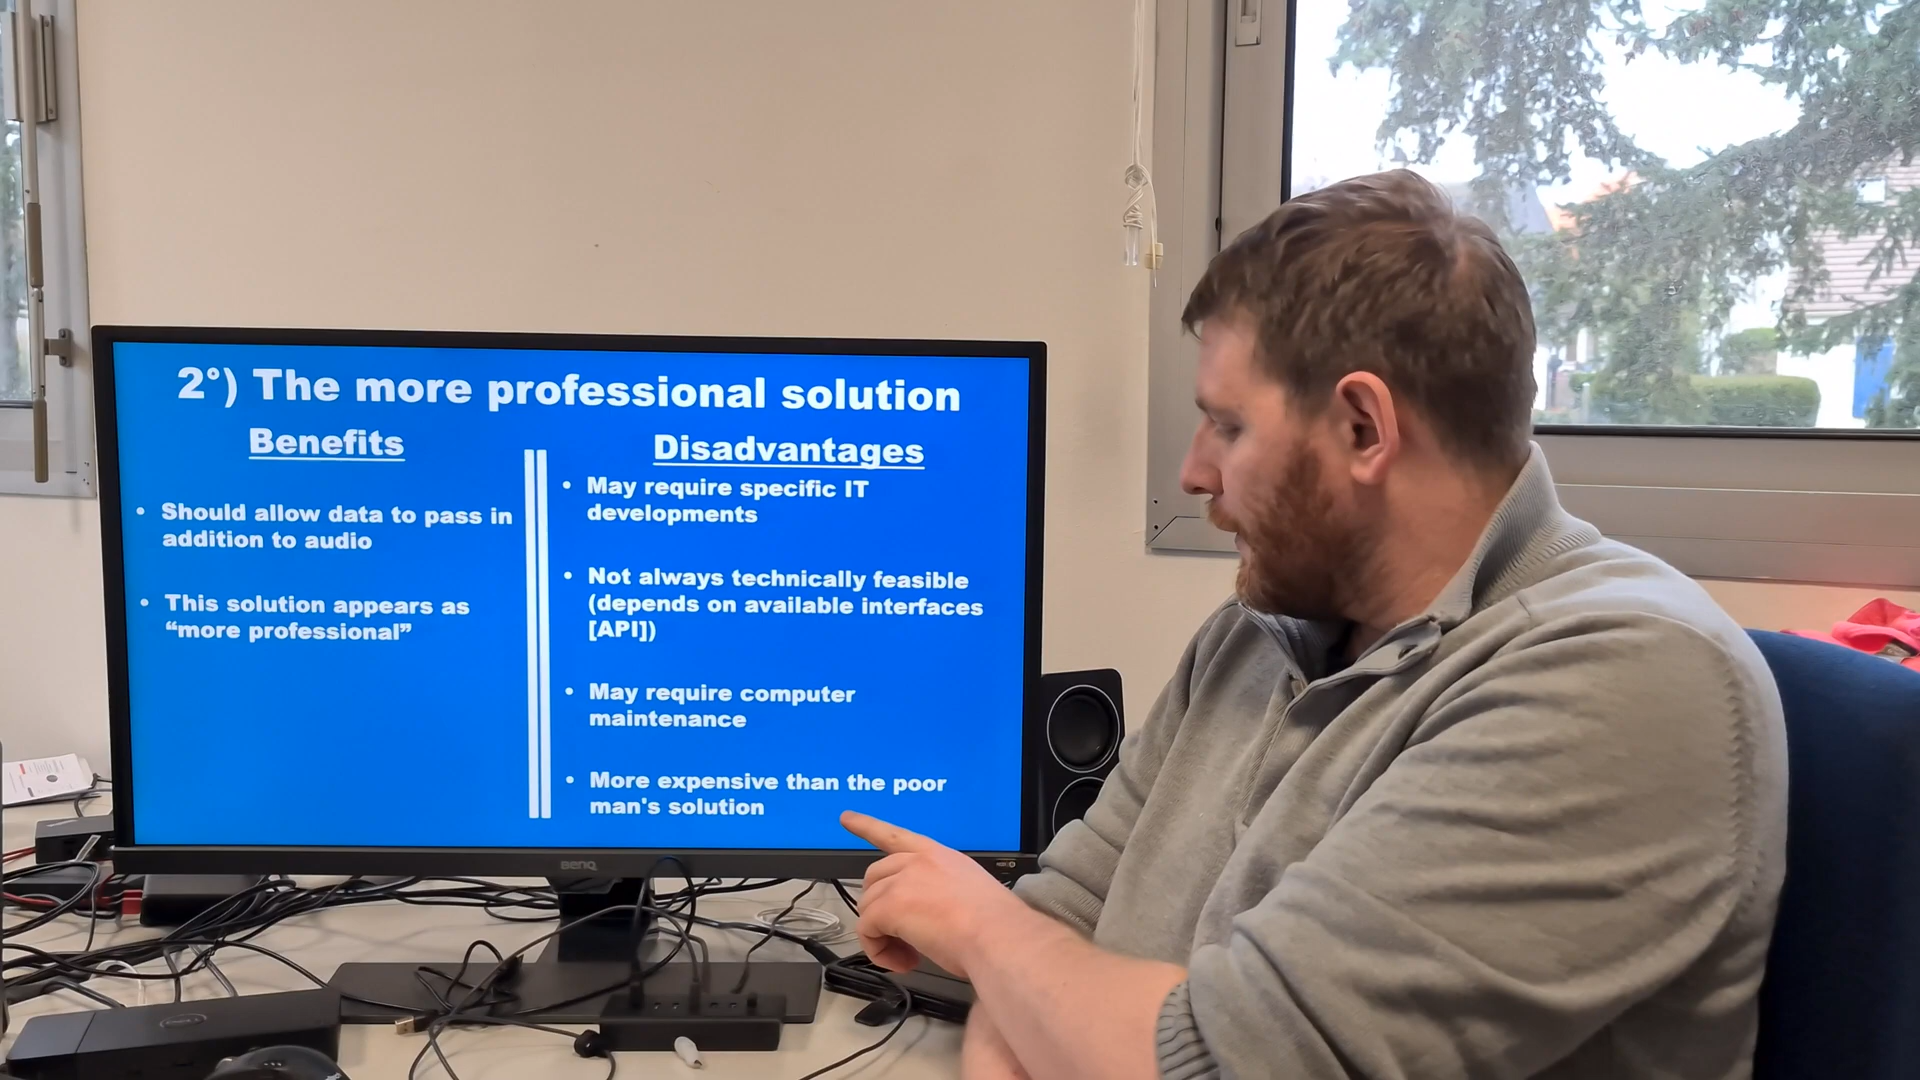 2°) The more professional solution
Benefits
• Should allow data to pass in
addition to audio
• This solution appears as
“more professional”
Disadvantages
• May require specific IT
developments
• Not always technically feasible
(depends on available interfaces
[API])
• May require computer
maintenance
• More expensive than the poor
man's solution
BenQ
DELL